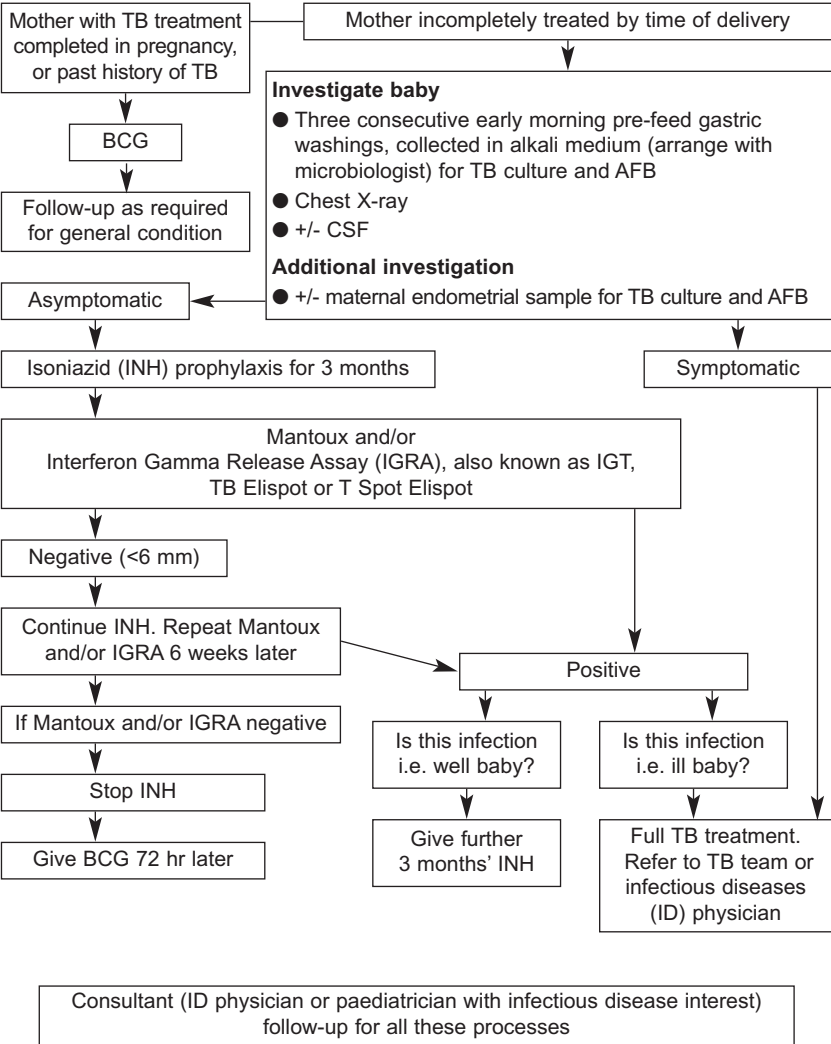 Mother with TB treatment
completed in pregnancy,
or past history of TB
Mother incompletely treated by time of delivery
BCG
Follow-up as required
for general condition
Investigate baby
● Three consecutive early morning pre-feed gastric
washings, collected in alkali medium (arrange with
microbiologist) for TB culture and AFB
● Chest X-ray
● +/- CSF
Additional investigation
● +/- maternal endometrial sample for TB culture and AFB
Asymptomatic
Symptomatic
Isoniazid (INH) prophylaxis for 3 months
Mantoux and/or
Interferon Gamma Release Assay (IGRA), also known as IGT,
TB Elispot or T Spot Elispot
Negative (<6 mm)
Continue INH. Repeat Mantoux
and/or IGRA 6 weeks later
Positive
If Mantoux and/or IGRA negative
Stop INH
Give BCG 72 hr later
Is this infection
i.e. well baby?
Is this infection
i.e. ill baby?
Give further
3 months' INH
Full TB treatment.
Refer to TB team or
infectious diseases
(ID) physician
Consultant (ID physician or paediatrician with infectious disease interest)
follow-up for all these processes